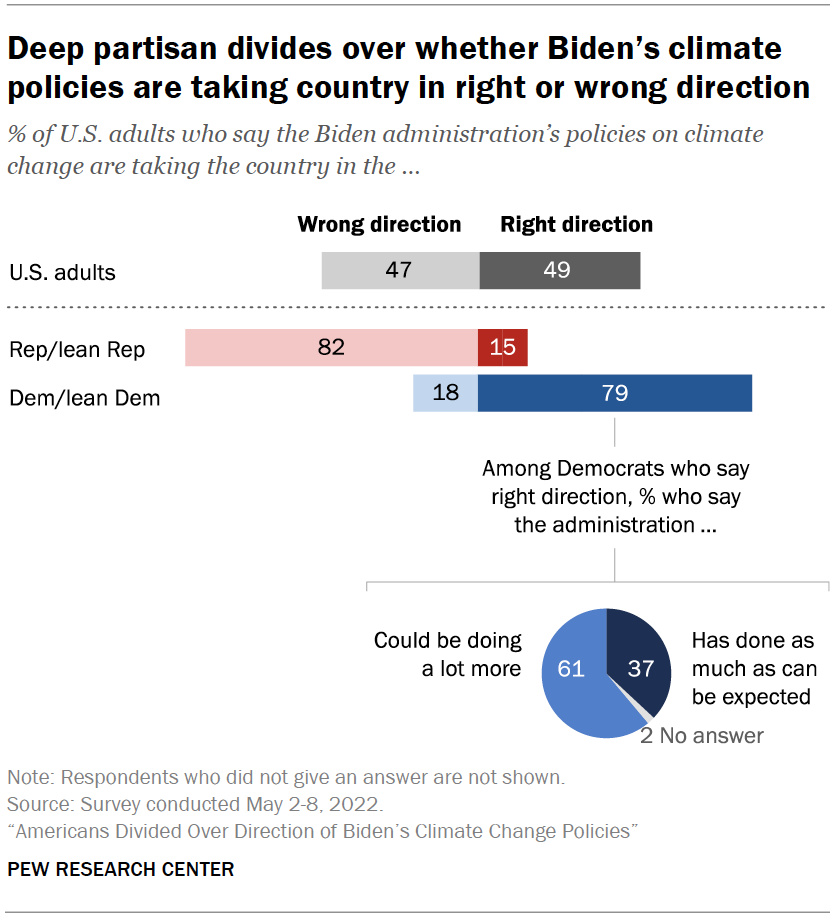 Deep partisan divides over whether Biden’s climate
policies are taking country in right or wrong direction
% of U.S. adults who say the Biden administration’s policies on climate
change are taking the country in the ...
Wrong direction Right direction
U.S. adults 47 49
Rep/lean Rep 82 15
Dem/lean Dem 18 79
Among Democrats who say
right direction, % who say
the administration ...
Could be doing
a lot more
61 37
Has done as
much as can
be expected
2 No answer
Note: Respondents who did not give an answer are not shown.
Source: Survey conducted May 2-8, 2022.
“Americans Divided Over Direction of Biden’s Climate Change Policies”
PEW RESEARCH CENTER